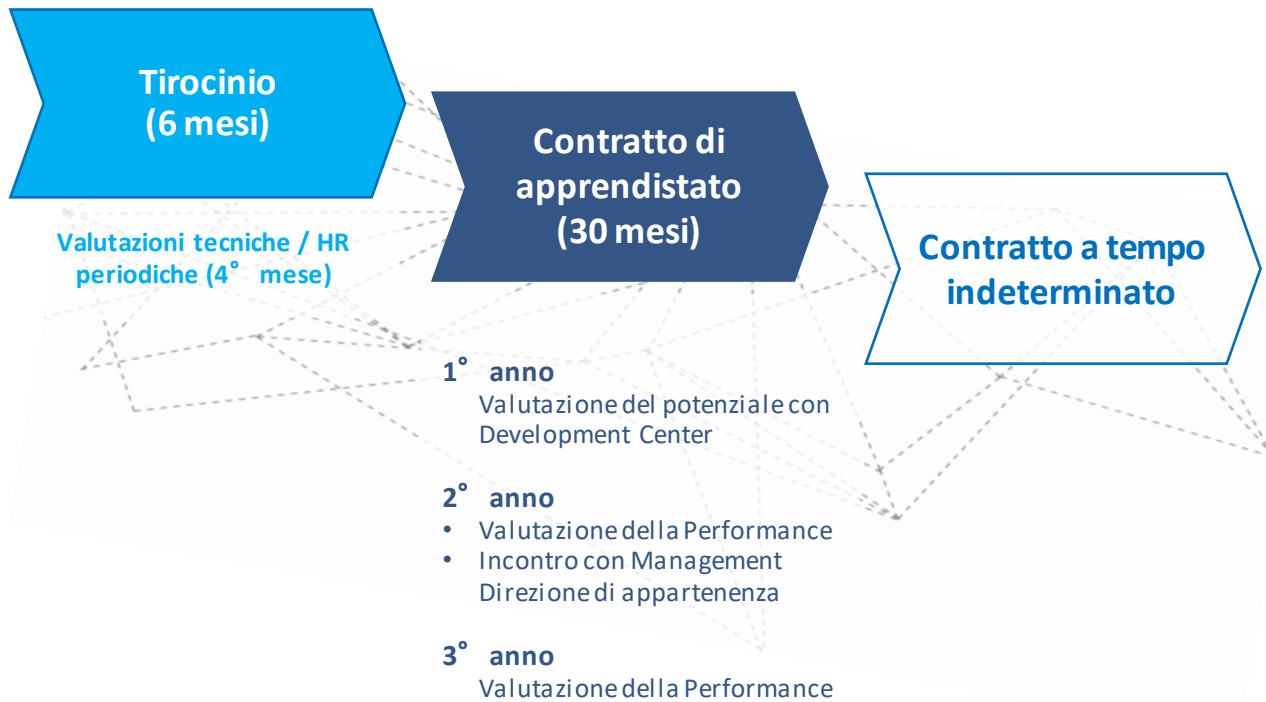 Tirocinio
(6 mesi)
Valutazioni tecniche / HR
periodiche (4° mese)
Contratto di
apprendistato
(30 mesi)
1° anno
Valutazione del potenziale con
Development Center
2° anno
• Valutazione della Performance
• Incontro con Management
Direzione di appartenenza
3° anno
Valutazione della Performance
Contratto a tempo
indeterminato